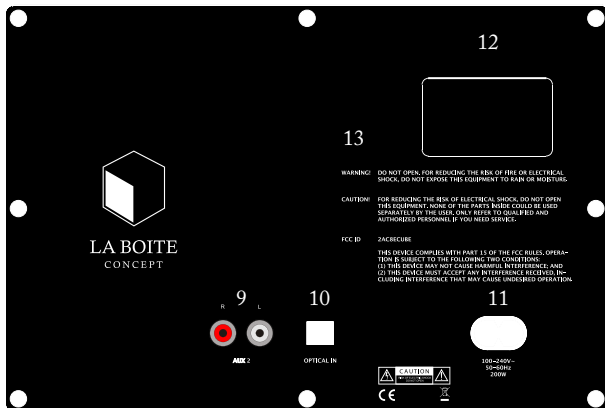 12
13
WARNING! DO NOT OPEN, FOR REDUCING THE RISK OF FIRE OR ELECTRICAL
SHOCK, DO NOT EXPOSE THIS EQUIPMENT TO RAIN OR MOISTURE.
CAUTION! FOR REDUCING THE RISK OF ELECTRICAL SHOCK, DO NOT OPEN
THIS EQUIPMENT, NONE OF THE PARTS INSIDE COULD BE USED
SEPARATELY BY THE USER, ONLY REFER TO QUALIFIED AND
AUTHORIZED PERSONNEL IF YOU NEED SERVICE.
LA BOITE
CONCEPT
FCC ID 2AC8ECUBE
THIS DEVICE COMPLIES WITH PART 15 OF THE FCC RULES, OPERA-
TION IS SUBJECT TO THE FOLLOWING TWO CONDITIONS:
(1) THIS DEVICE MAY NOT CAUSE HARMFUL INTERFERENCE; AND
(2) THIS DEVICE MUST ACCEPT ANY INTERFERENCE RECEIVED, IN-
CLUDING INTERFERENCE THAT MAY CAUSE UNDESIRED OPERATION.
9
R L
AUX 2
10
OPTICAL IN
11
100-240V~
50-60Hz
200W
CAUTION
CE